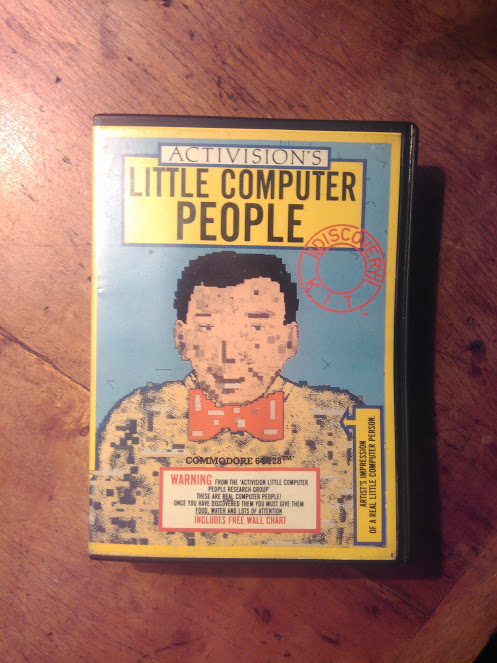 ACTIVISION'S
LITTLE COMPUTER
PEOPLE
DISCOVERY
KIT
TM
COMMODORE 64/128™
WARNING FROM THE 'ACTIVISION LITTLE COMPUTER
PEOPLE RESEARCH GROUP'
THESE ARE REAL COMPUTER PEOPLE!
ONCE YOU HAVE DISCOVERED THEM YOU MUST GIVE THEM
FOOD, WATER AND LOTS OF ATTENTION
INCLUDES FREE WALL CHART
ARTIST'S IMPRESSION
OF A REAL LITTLE COMPUTER PERSON.